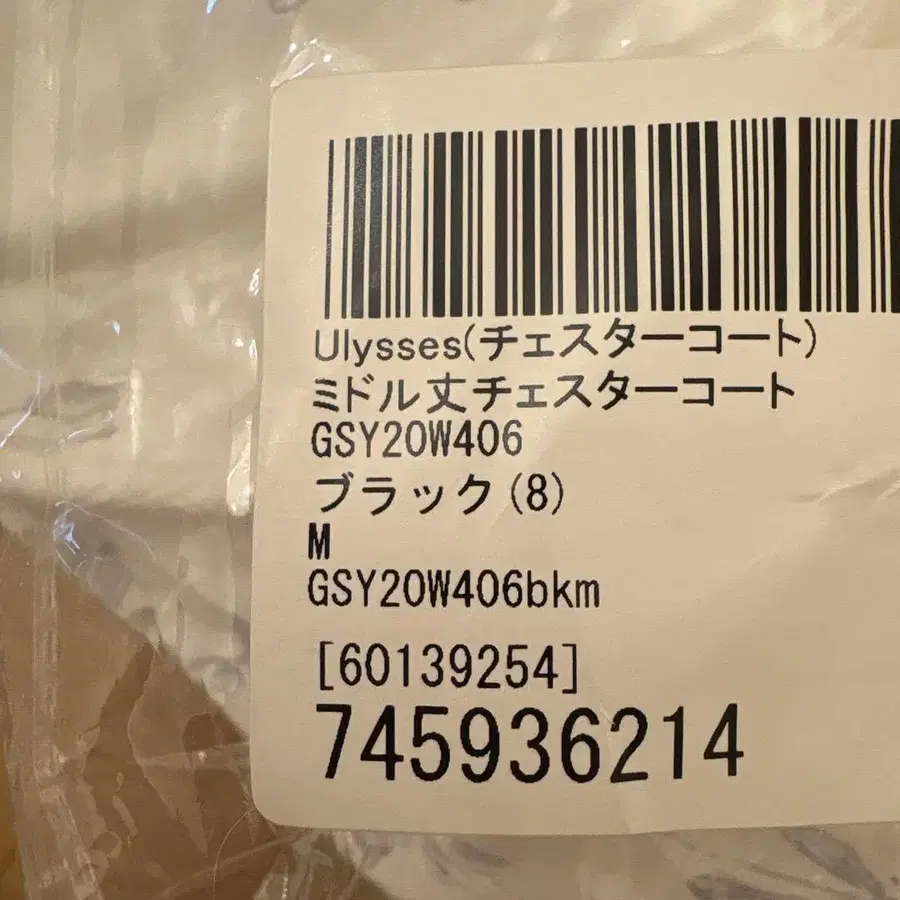 Ulysses(チェスターコート)
ミドル丈チェスターコート
GSY20W406
ブラック(8)
M
GSY20W406bkm
[60139254]
745936214